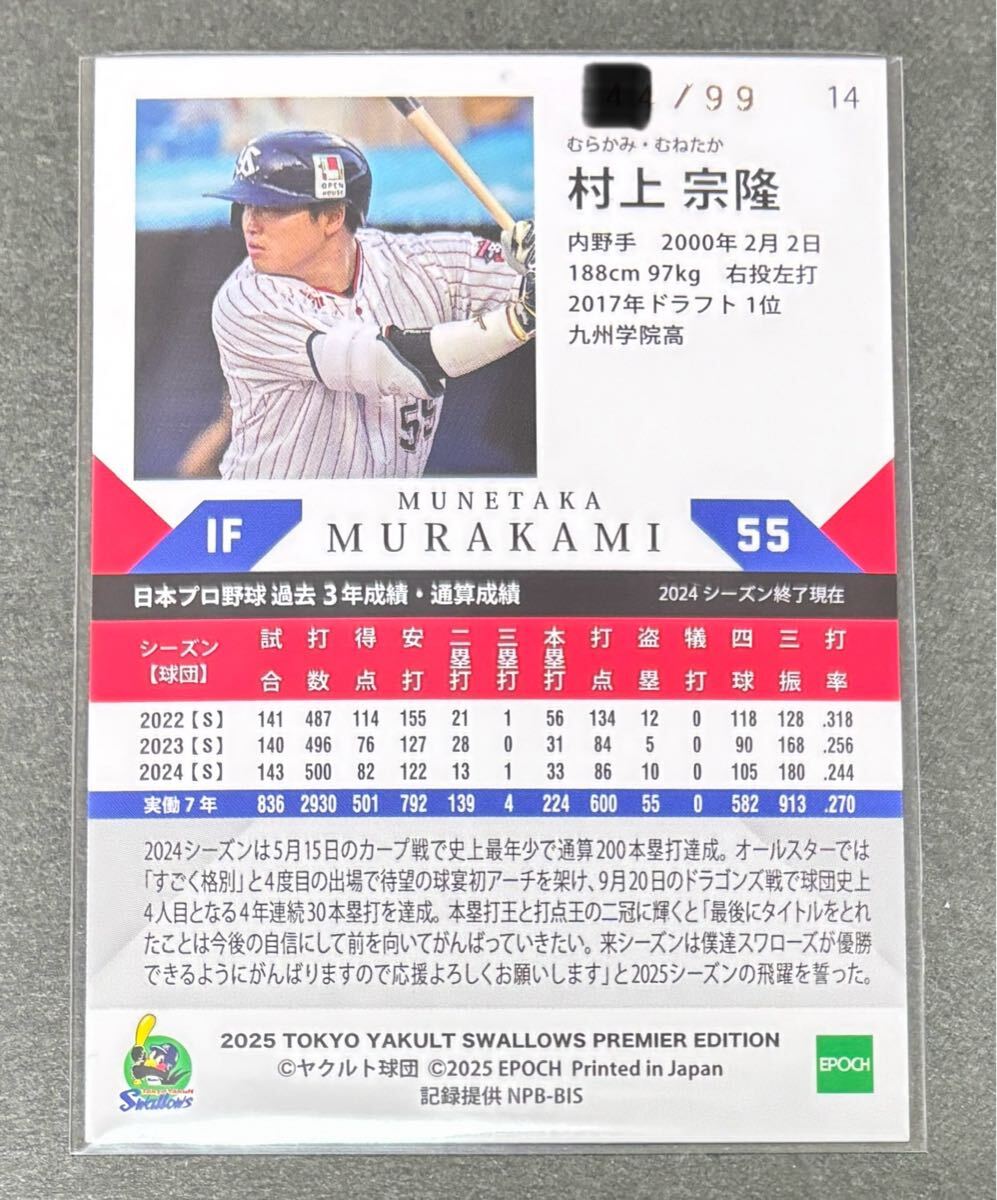 44/99 14
むらかみ・むねたか
村上 宗隆
内野手 2000年2月2日
188cm 97kg 右投左打
2017年ドラフト1位
九州学院高
OPEN
HOUSE
55
MUNETAKA
IF MURAKAMI 55
日本プロ野球 過去3年成績・通算成績 2024シーズン終了現在
シーズン【球団】 試合 打数 得点 安打 二塁打 三塁打 本塁打 打点 盗塁 犠打 四球 三振 打率
2022【S】 141 487 114 155 21 1 56 134 12 0 118 128 .318
2023【S】 140 496 76 127 28 0 31 84 5 0 90 168 .256
2024【S】 143 500 82 122 13 1 33 86 10 0 105 180 .244
実働7年 836 2930 501 792 139 4 224 600 55 0 582 913 .270
2024シーズンは5月15日のカープ戦で史上最年少で通算200本塁打達成。オールスターでは
「すごく格別」と4度目の出場で待望の球宴初アーチを架け、9月20日のドラゴンズ戦で球団史上
4人目となる4年連続30本塁打を達成。本塁打王と打点王の二冠に輝くと「最後にタイトルをとれ
たことは今後の自信にして前を向いてがんばっていきたい。来シーズンは僕達スワローズが優勝
できるようにがんばりますので応援よろしくお願いします」と2025シーズンの飛躍を誓った。
TOKYO YAKULT
Swallows
2025 TOKYO YAKULT SWALLOWS PREMIER EDITION
©ヤクルト球団 ©2025 EPOCH Printed in Japan
記録提供 NPB-BIS
EPOCH